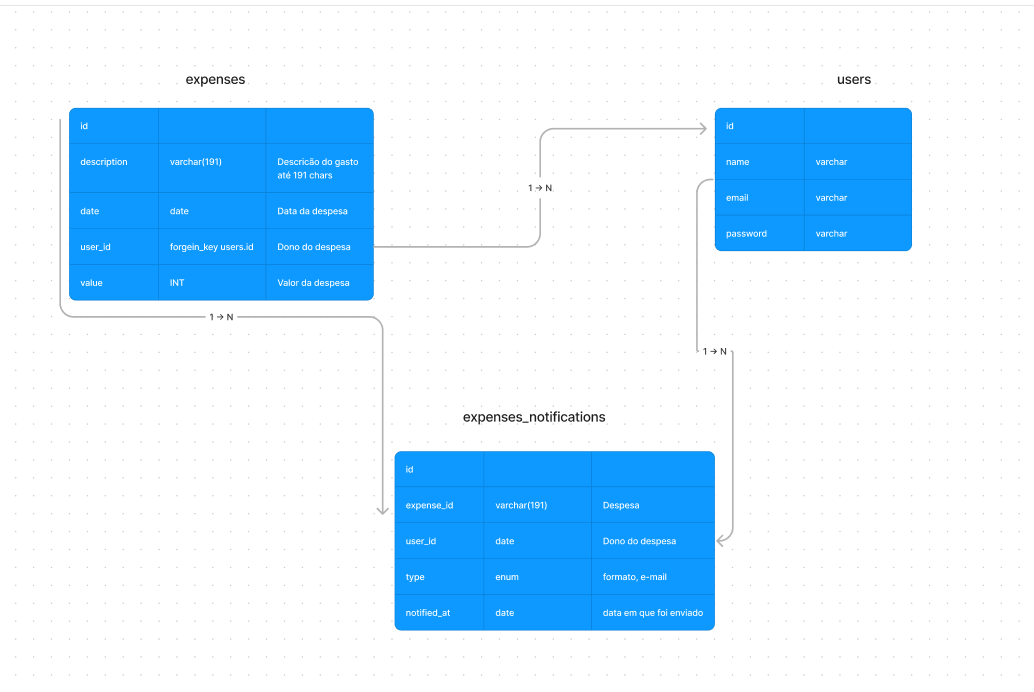 expenses
id
description varchar(191) Descricão do gasto
até 191 chars
date date Data da despesa
user_id forgein_key users.id Dono do despesa
value INT Valor da despesa
1 → N
1 → N
users
id
name varchar
email varchar
password varchar
1 → N
expenses_notifications
id
expense_id varchar(191) Despesa
user_id date Dono do despesa
type enum formato, e-mail
notified_at date data em que foi enviado